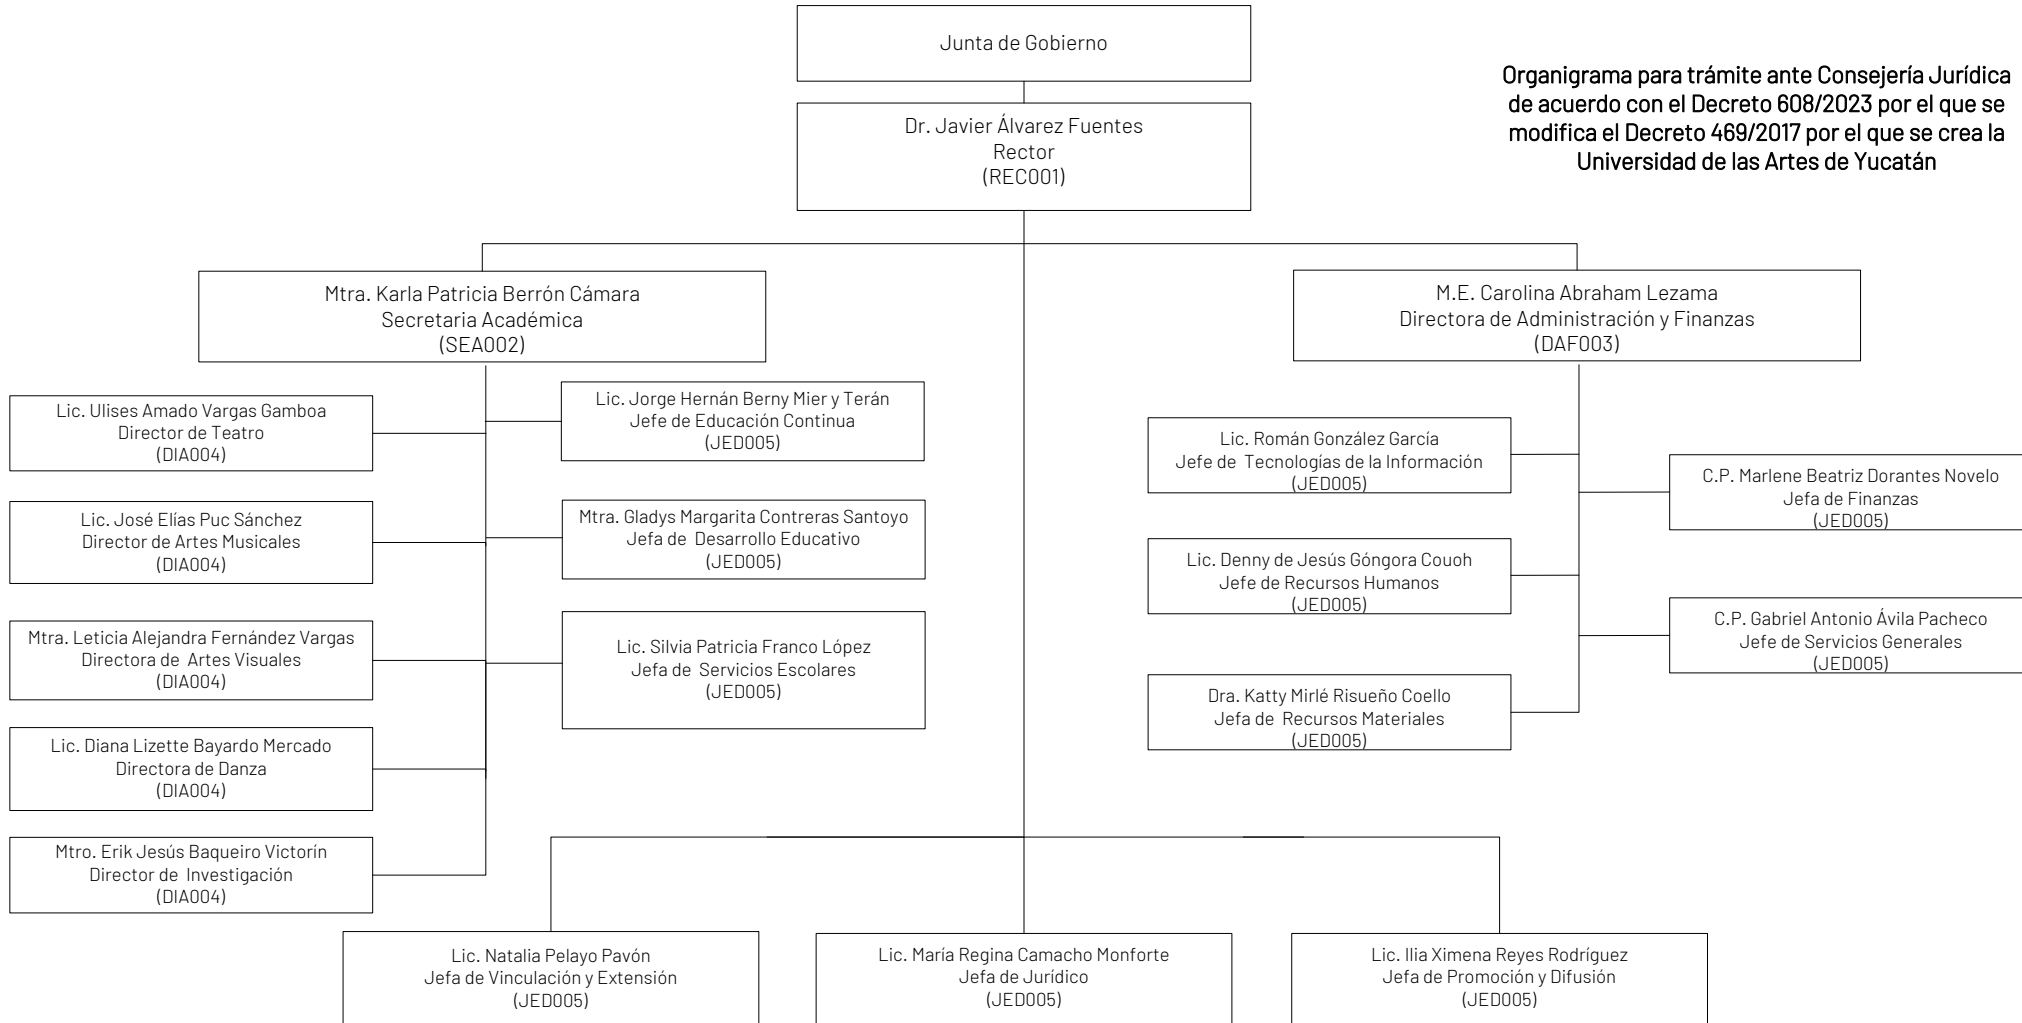 Junta de Gobierno
Organigrama para trámite ante Consejería Jurídica
de acuerdo con el Decreto 608/2023 por el que se
modifica el Decreto 469/2017 por el que se crea la
Universidad de las Artes de Yucatán
Dr. Javier Álvarez Fuentes
Rector
(REC001)
Mtra. Karla Patricia Berrón Cámara
Secretaria Académica
(SEA002)
M.E. Carolina Abraham Lezama
Directora de Administración y Finanzas
(DAF003)
Lic. Ulises Amado Vargas Gamboa
Director de Teatro
(DIA004)
Lic. José Elías Puc Sánchez
Director de Artes Musicales
(DIA004)
Mtra. Leticia Alejandra Fernández Vargas
Directora de Artes Visuales
(DIA004)
Lic. Diana Lizette Bayardo Mercado
Directora de Danza
(DIA004)
Mtro. Erik Jesús Baqueiro Victorín
Director de Investigación
(DIA004)
Lic. Jorge Hernán Berny Mier y Terán
Jefe de Educación Continua
(JED005)
Mtra. Gladys Margarita Contreras Santoyo
Jefa de Desarrollo Educativo
(JED005)
Lic. Silvia Patricia Franco López
Jefa de Servicios Escolares
(JED005)
Lic. Román González García
Jefe de Tecnologías de la Información
(JED005)
Lic. Denny de Jesús Góngora Couoh
Jefe de Recursos Humanos
(JED005)
Dra. Katty Mirlé Risueño Coello
Jefa de Recursos Materiales
(JED005)
C.P. Marlene Beatriz Dorantes Novelo
Jefa de Finanzas
(JED005)
C.P. Gabriel Antonio Ávila Pacheco
Jefe de Servicios Generales
(JED005)
Lic. Natalia Pelayo Pavón
Jefa de Vinculación y Extensión
(JED005)
Lic. María Regina Camacho Monforte
Jefa de Jurídico
(JED005)
Lic. Ilia Ximena Reyes Rodríguez
Jefa de Promoción y Difusión
(JED005)